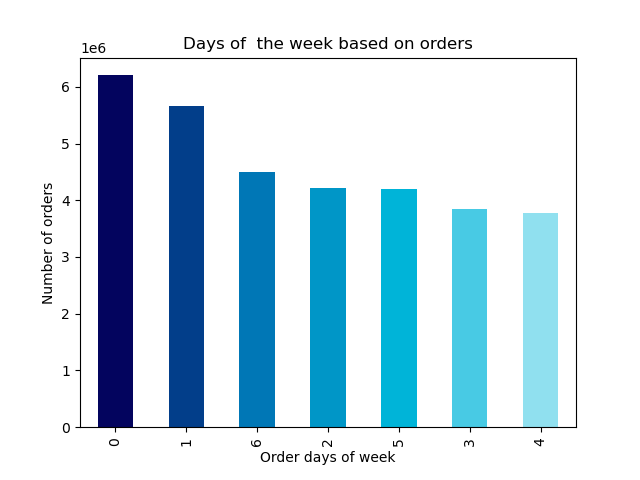 Days of  the week based on orders
1e6
6
5
4
3
2
1
0
Number of orders
0 1 6 2 5 3 4
Order days of week